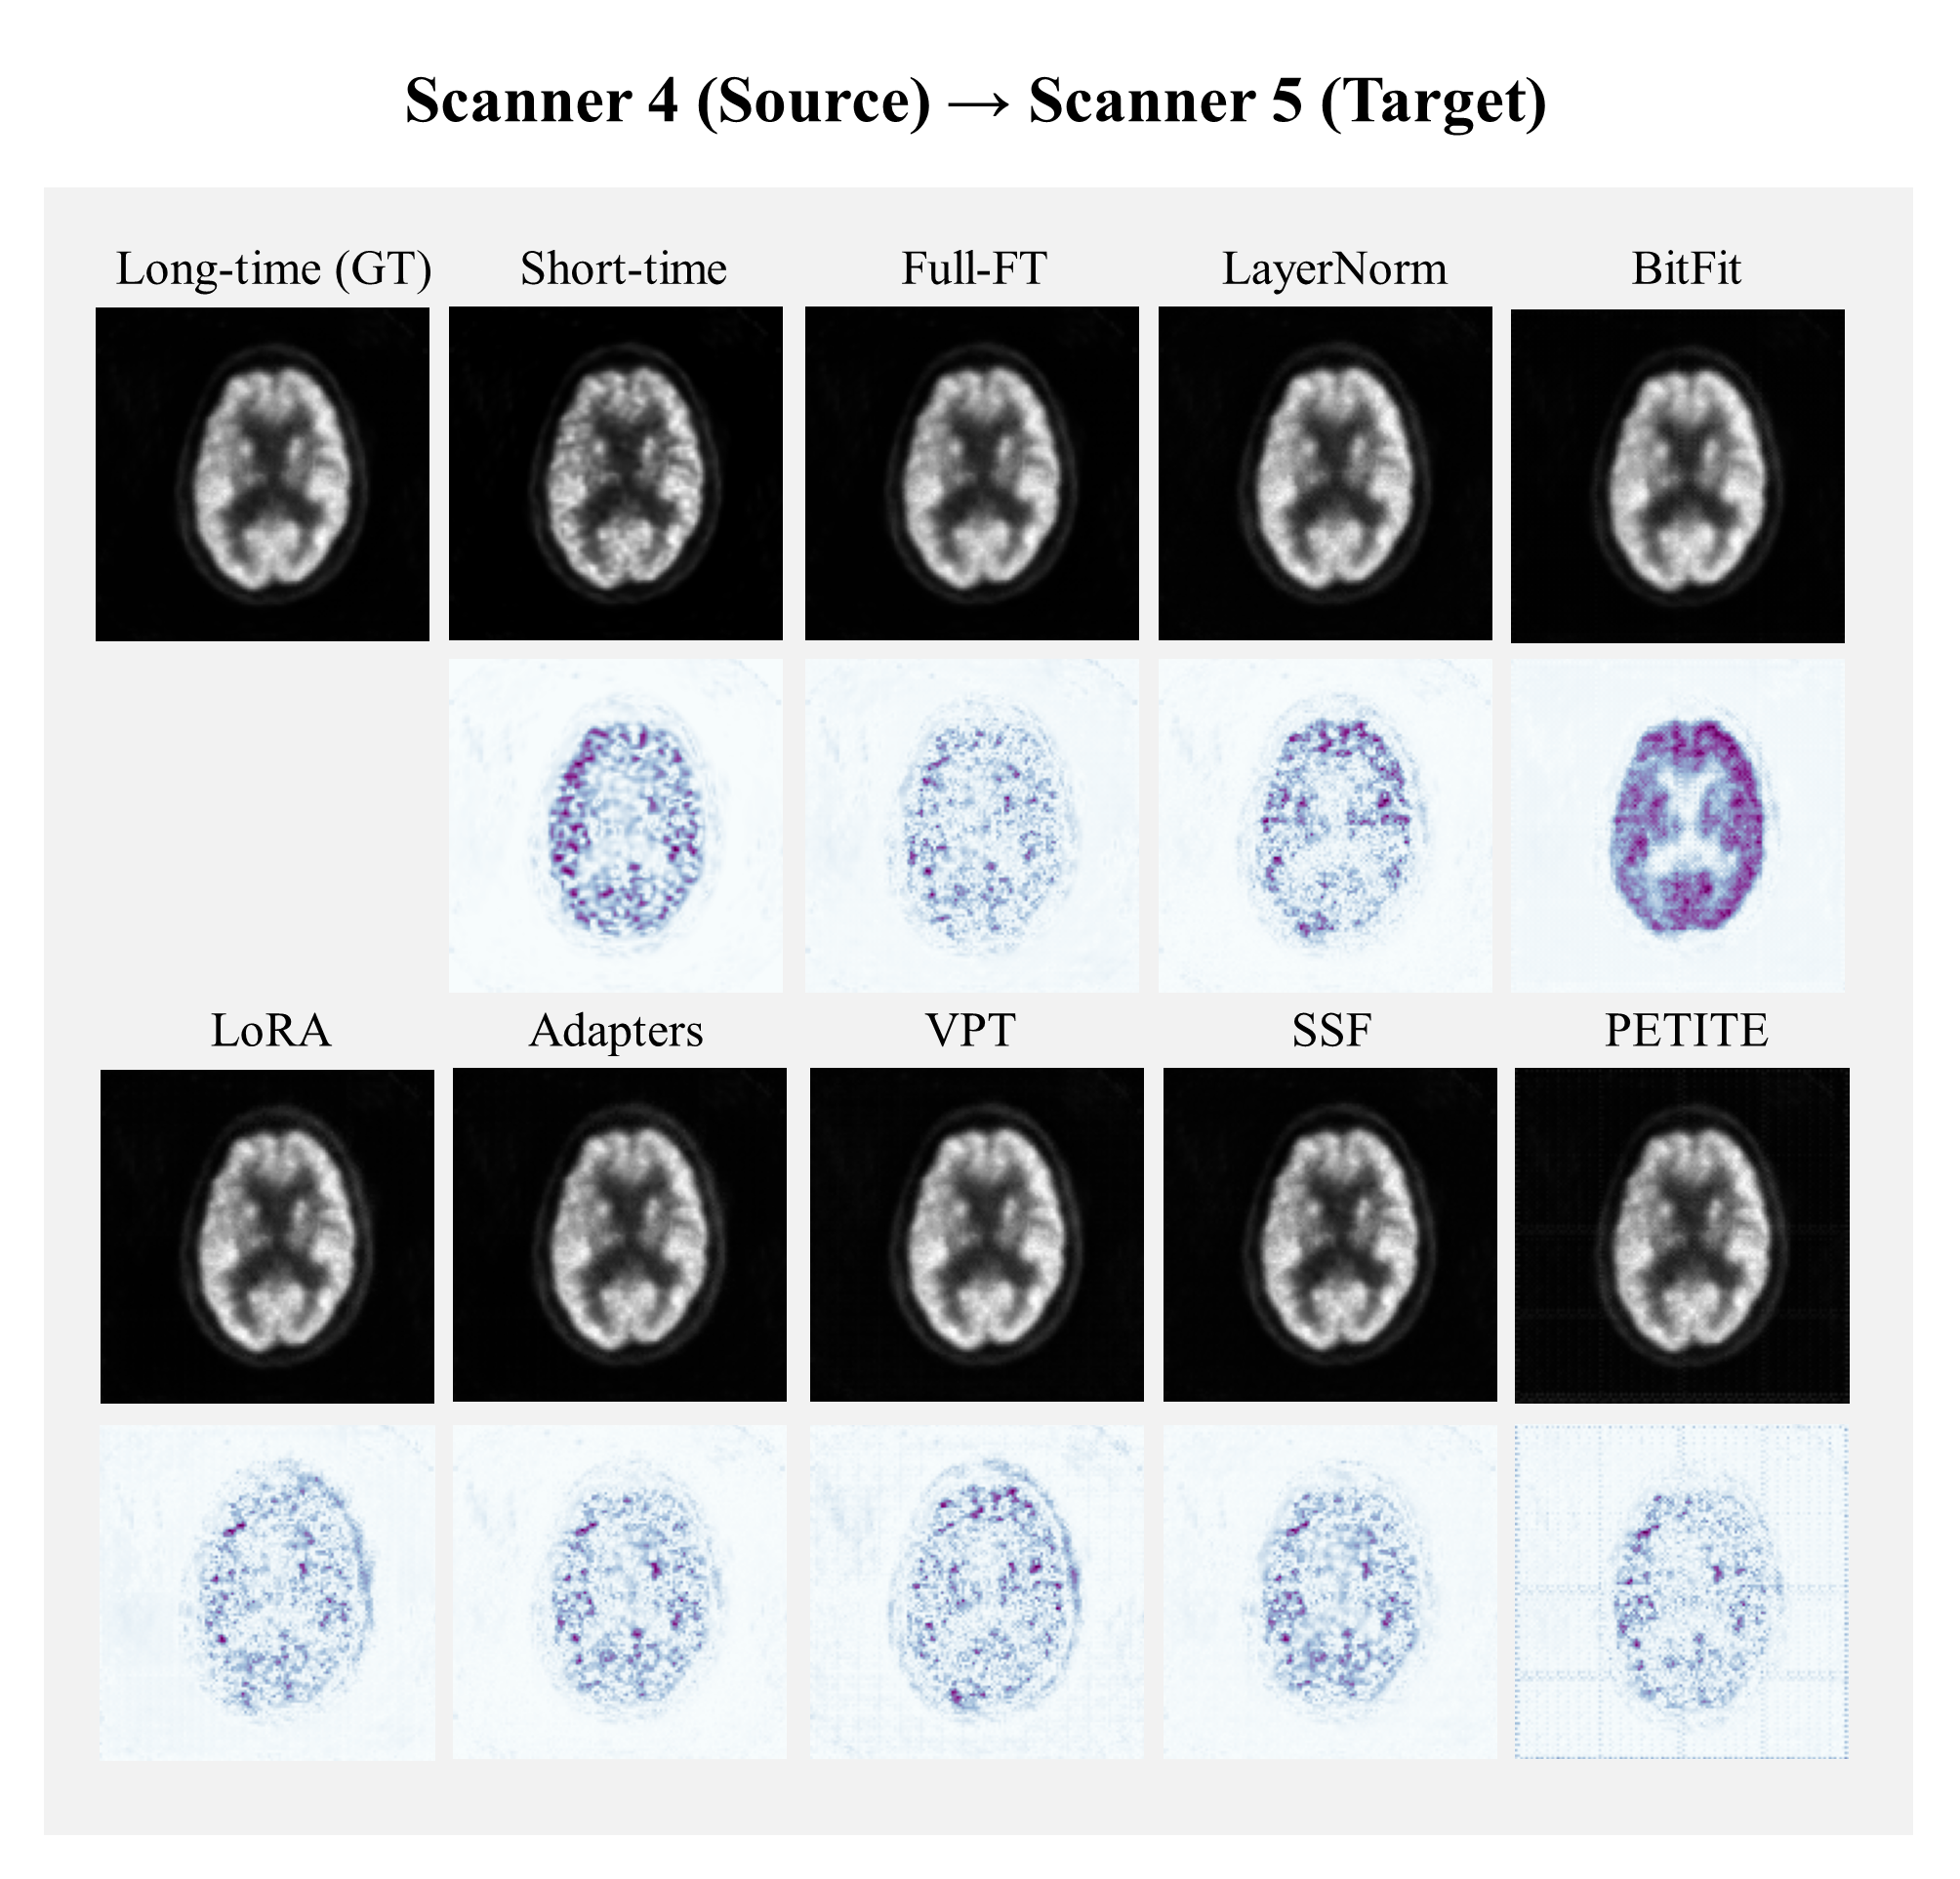 Scanner 4 (Source) → Scanner 5 (Target)
Long-time (GT) Short-time Full-FT LayerNorm BitFit
LoRA Adapters VPT SSF PETITE